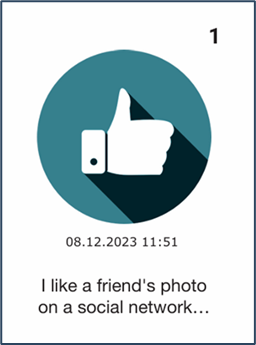 1
08.12.2023 11:51
I like a friend's photo
on a social network…